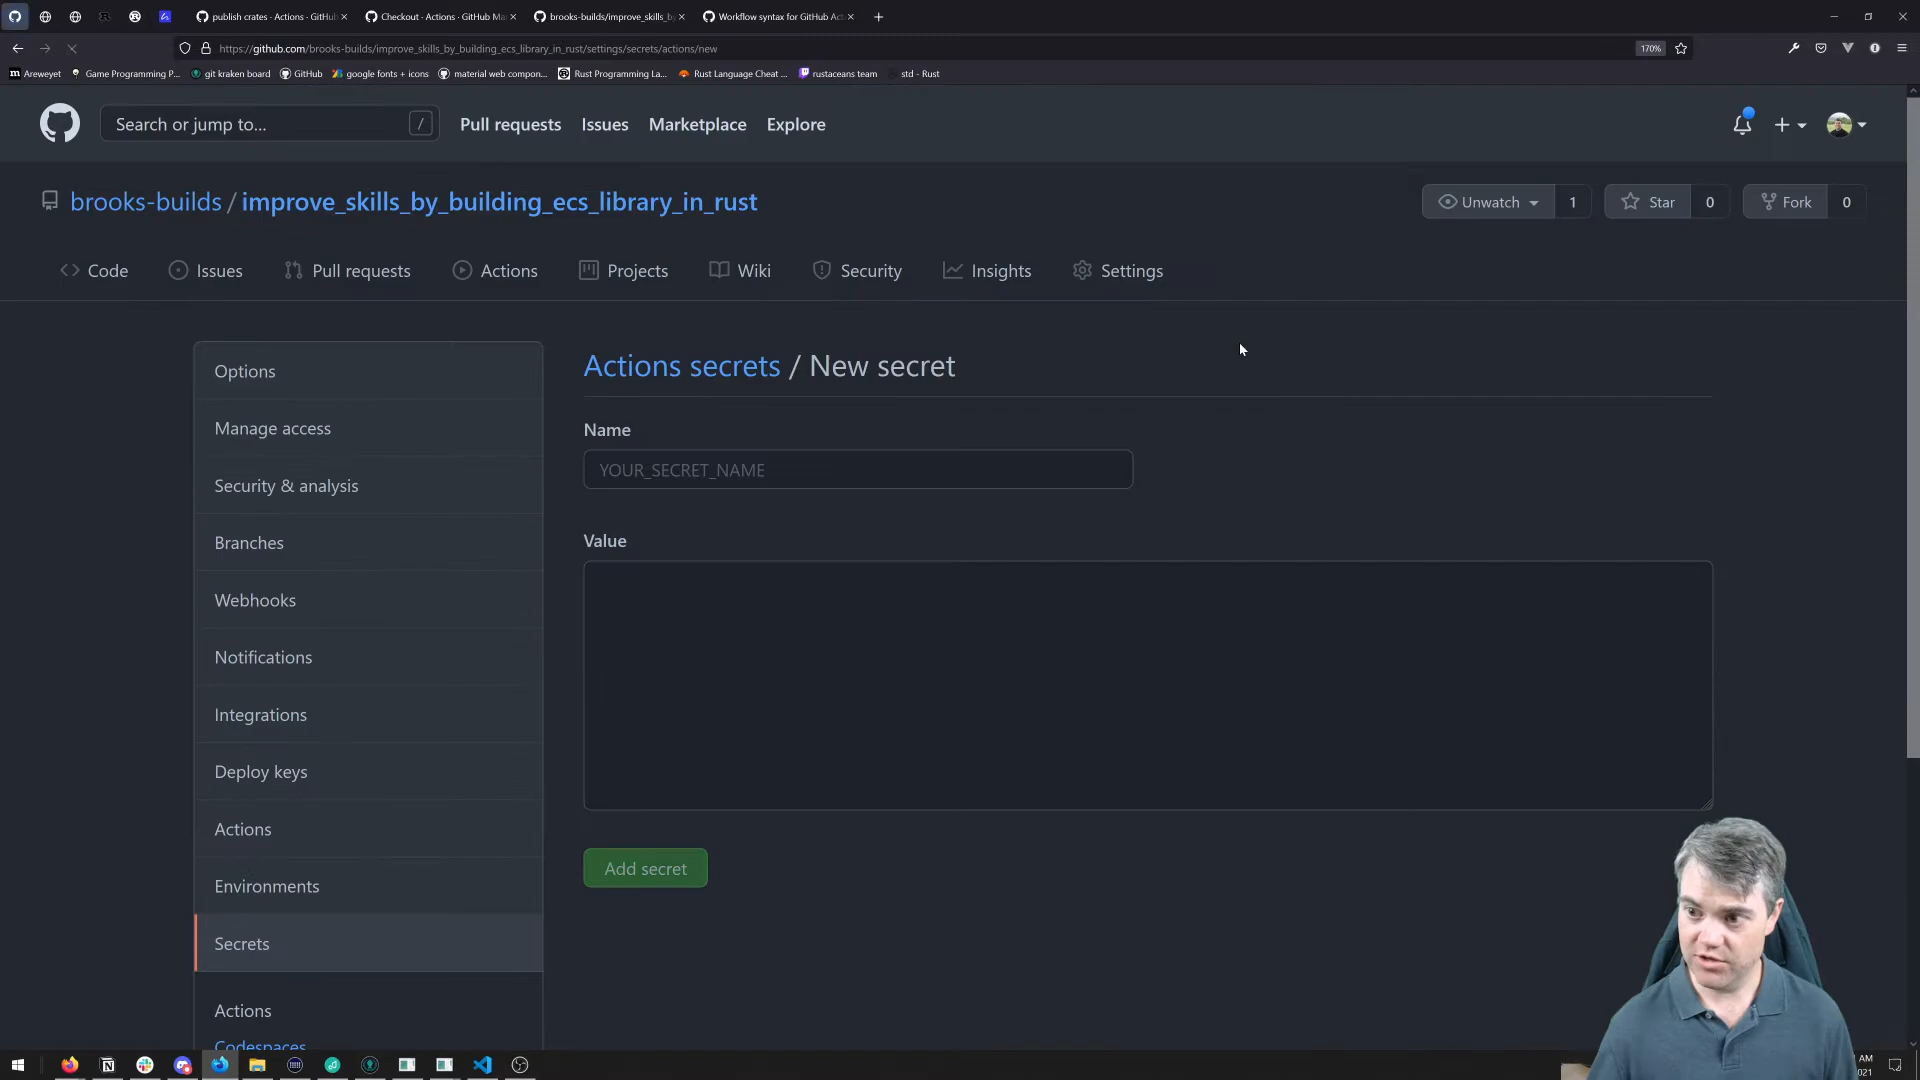 publish crates · Actions · GitHub
Checkout · Actions · GitHub Ma
brooks-builds/improve_skills_by
Workflow syntax for GitHub Ac
https://github.com/brooks-builds/improve_skills_by_building_ecs_library_in_rust/settings/secrets/actions/new
170%
Areweyet
Game Programming P...
git kraken board
GitHub
google fonts + icons
material web compon...
Rust Programming La...
Rust Language Cheat ...
rustaceans team
std - Rust
Search or jump to...
/
Pull requests
Issues
Marketplace
Explore
brooks-builds / improve_skills_by_building_ecs_library_in_rust
Unwatch 1
Star 0
Fork 0
Code
Issues
Pull requests
Actions
Projects
Wiki
Security
Insights
Settings
Options
Manage access
Security & analysis
Branches
Webhooks
Notifications
Integrations
Deploy keys
Actions
Environments
Secrets
Actions
Codespaces
Actions secrets / New secret
Name
YOUR_SECRET_NAME
Value
Add secret
AM
021